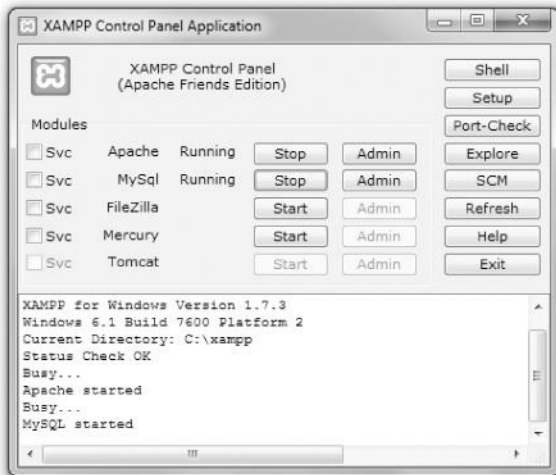 XAMPP Control Panel Application
XAMPP Control Panel
(Apache Friends Edition)
Modules
Svc Apache Running Stop Admin
Svc MySql Running Stop Admin
Svc FileZilla Start Admin
Svc Mercury Start Admin
Svc Tomcat Start Admin
Shell
Setup
Port-Check
Explore
SCM
Refresh
Help
Exit
XAMPP for Windows Version 1.7.3
Windows 6.1 Build 7600 Platform 2
Current Directory: C:\xampp
Status Check OK
Busy...
Apache started
Busy...
MySQL started